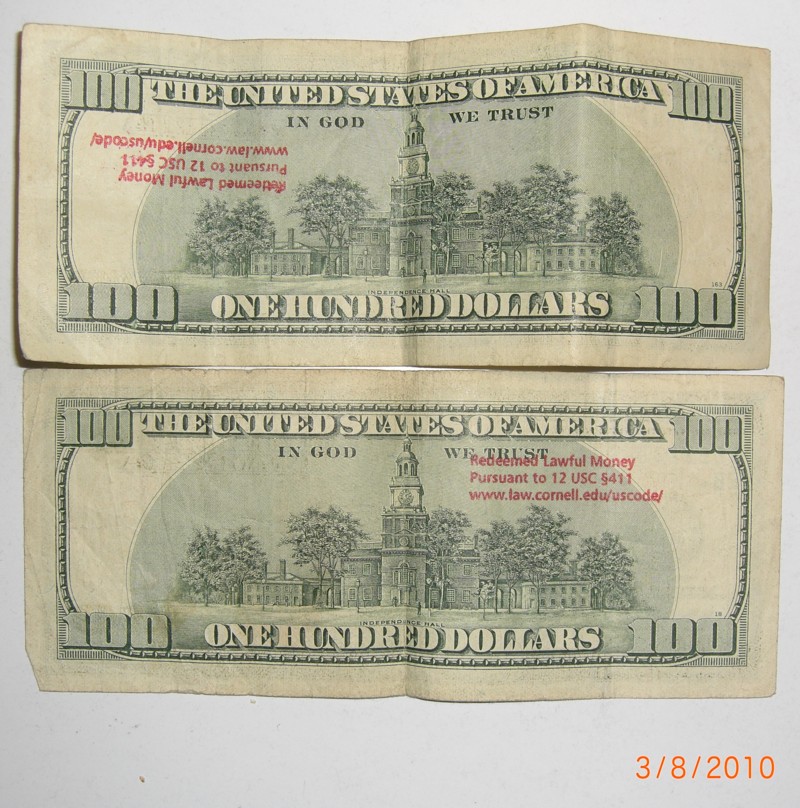 100 THE UNITED STATES OF AMERICA 100
IN GOD WE TRUST
Redeemed Lawful Money
Pursuant to 12 USC §411
www.law.cornell.edu/uscode/
INDEPENDENCE HALL
163
100 ONE HUNDRED DOLLARS 100
100 THE UNITED STATES OF AMERICA 100
IN GOD WE TRUST
Redeemed Lawful Money
Pursuant to 12 USC §411
www.law.cornell.edu/uscode/
INDEPENDENCE HALL
18
100 ONE HUNDRED DOLLARS 100
3/8/2010